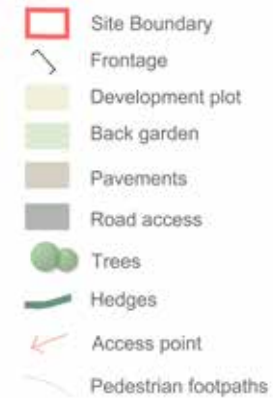 Site Boundary
Frontage
Development plot
Back garden
Pavements
Road access
Trees
Hedges
Access point
Pedestrian footpaths